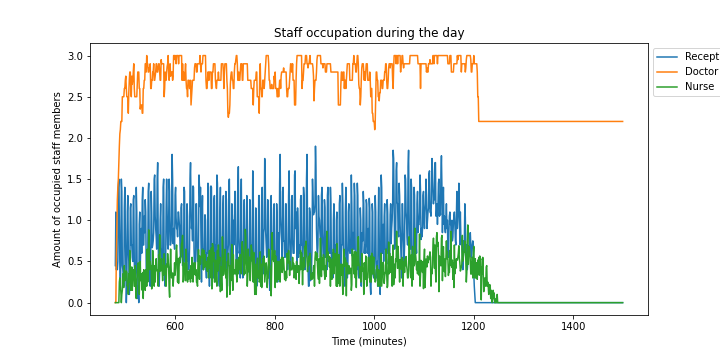 Staff occupation during the day
Recept
Doctor
Nurse
Amount of occupied staff members
3.0
2.5
2.0
1.5
1.0
0.5
0.0
600
800
1000
1200
1400
Time (minutes)